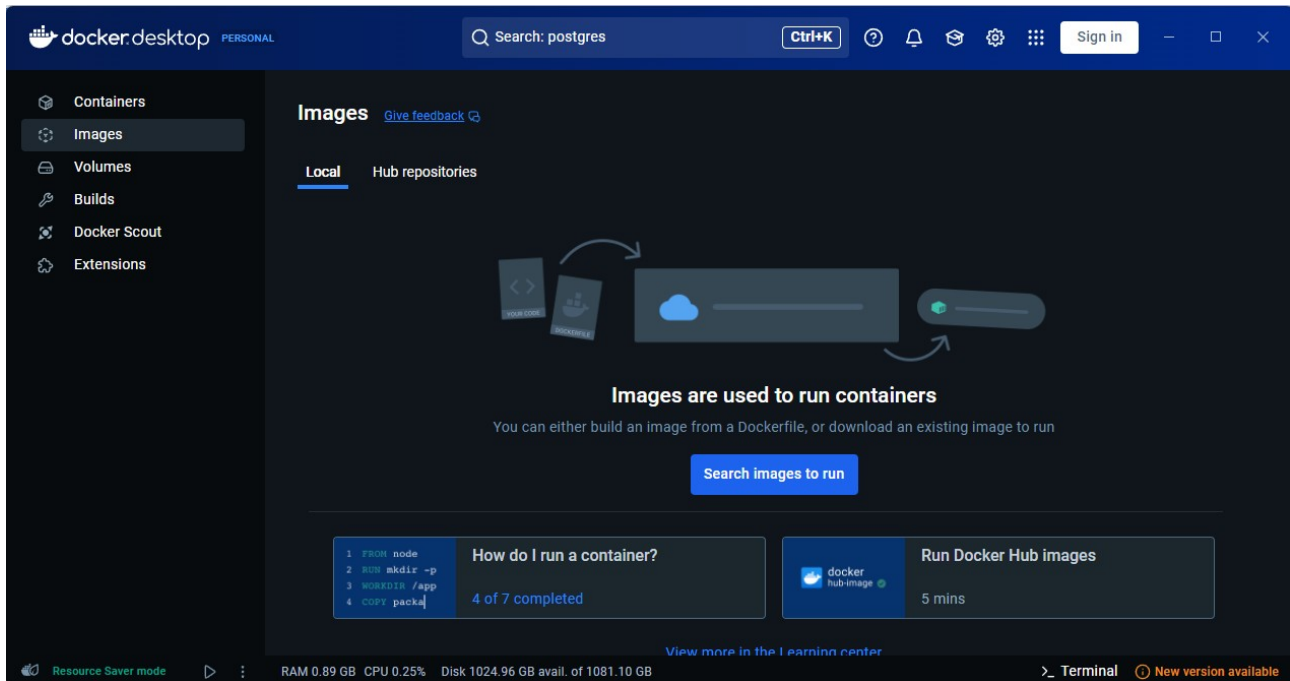 docker.desktop PERSONAL
Search: postgres
Ctrl+K
Sign in
Containers
Images
Volumes
Builds
Docker Scout
Extensions
Images Give feedback
Local Hub repositories
YOUR CODE
DOCKERFILE
Images are used to run containers
You can either build an image from a Dockerfile, or download an existing image to run
Search images to run
1 FROM node
2 RUN mkdir -p
3 WORKDIR /app
4 COPY packa
How do I run a container?
4 of 7 completed
docker
hub-image
Run Docker Hub images
5 mins
View more in the Learning center
Resource Saver mode
RAM 0.89 GB CPU 0.25% Disk 1024.96 GB avail. of 1081.10 GB
Terminal
New version available